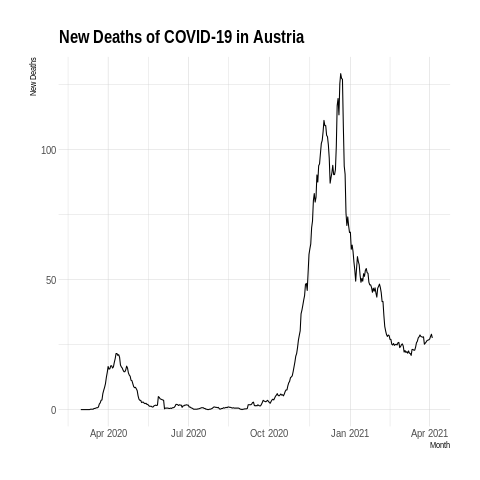 New Deaths of COVID-19 in Austria
New Deaths
100
50
0
Apr 2020 Jul 2020 Oct 2020 Jan 2021 Apr 2021
Month